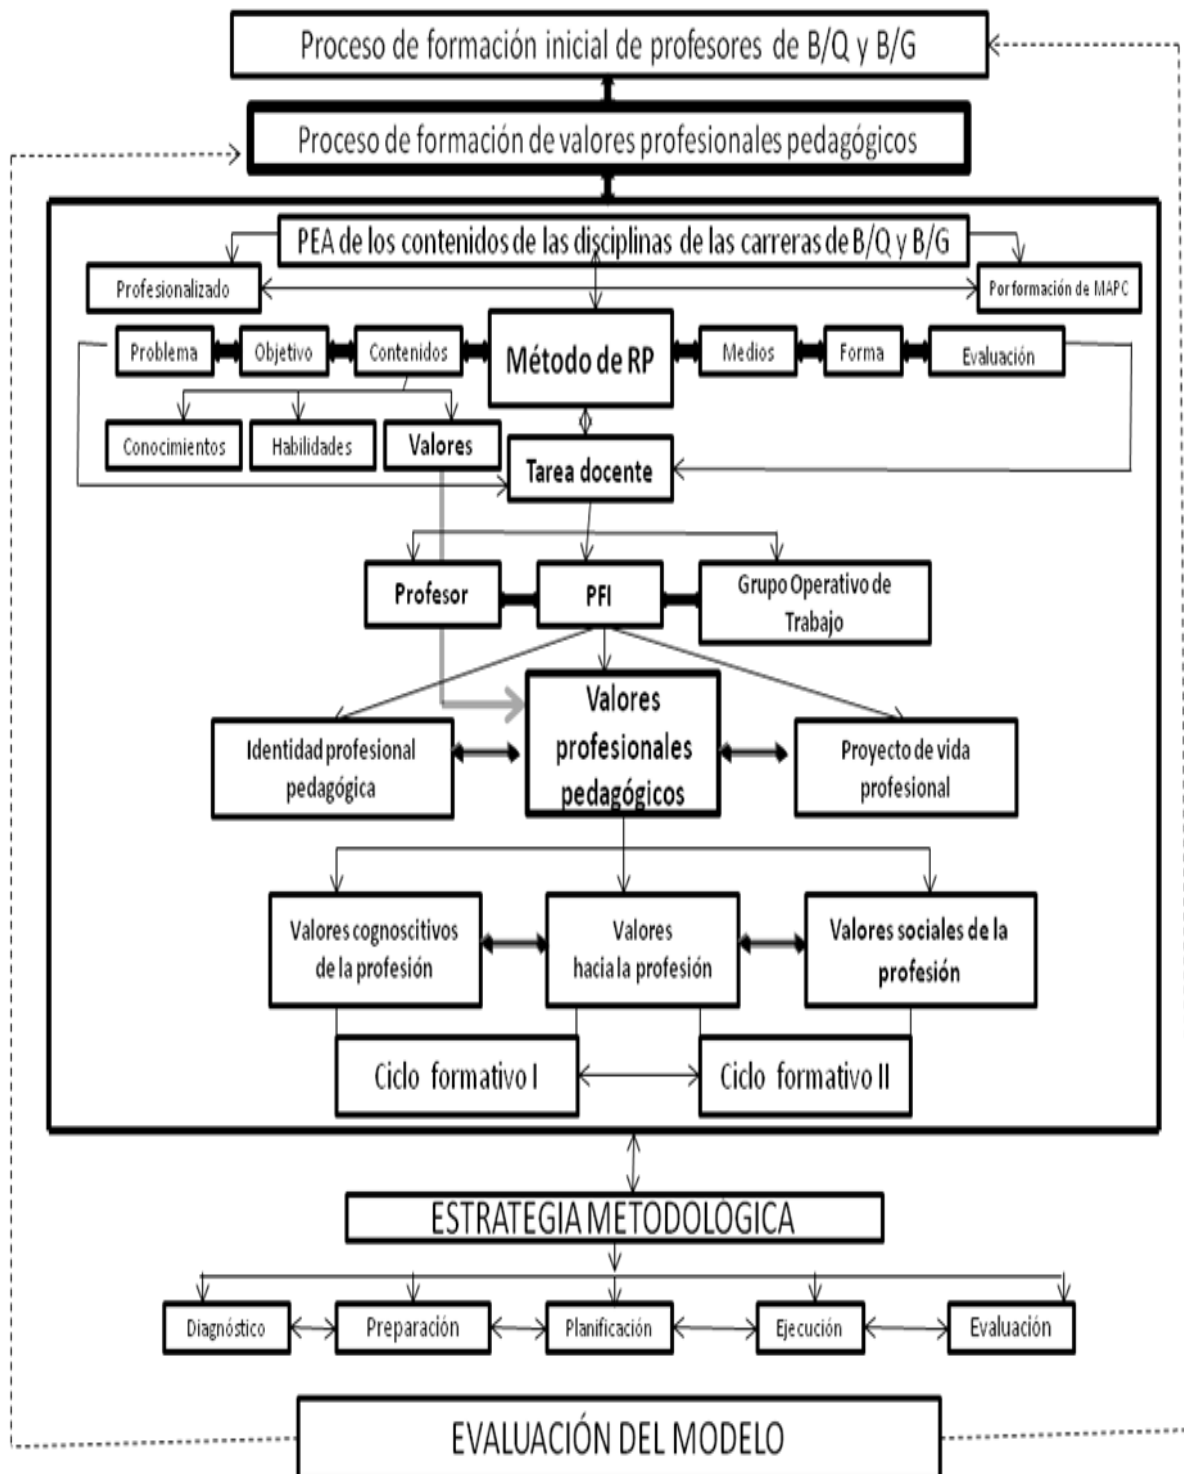 Proceso de formación inicial de profesores de B/Q y B/G
Proceso de formación de valores profesionales pedagógicos
PEA de los contenidos de las disciplinas de las carreras de B/Q y B/G
Profesionalizado
Por formación de MAPC
Problema
Objetivo
Contenidos
Método de RP
Medios
Forma
Evaluación
Conocimientos
Habilidades
Valores
Tarea docente
Profesor
PFI
Grupo Operativo de
Trabajo
Identidad profesional
pedagógica
Valores
profesionales
pedagógicos
Proyecto de vida
profesional
Valores cognoscitivos
de la profesión
Valores
hacia la profesión
Valores sociales de la
profesión
Ciclo formativo I
Ciclo formativo II
ESTRATEGIA METODOLÓGICA
Diagnóstico
Preparación
Planificación
Ejecución
Evaluación
EVALUACIÓN DEL MODELO